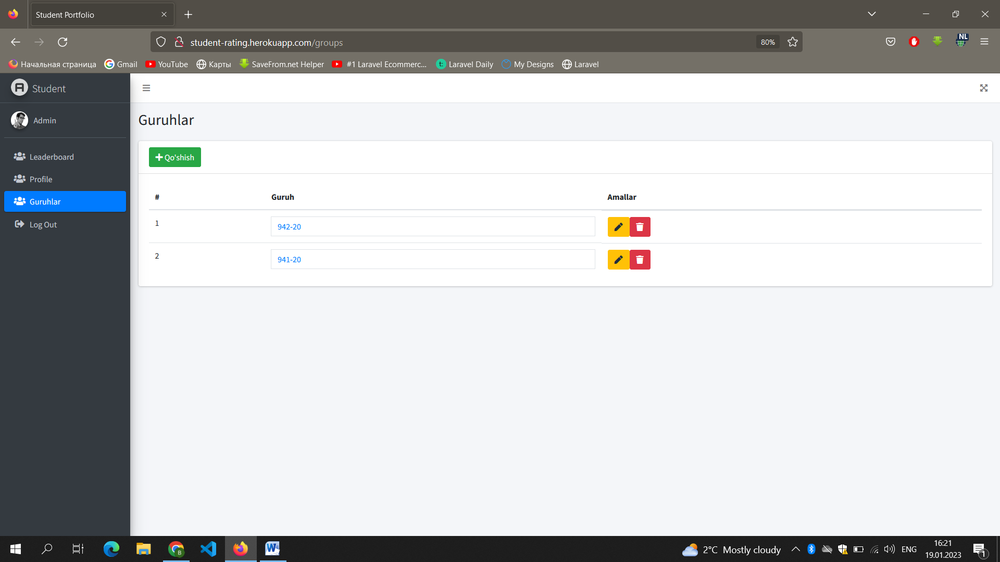 Student Portfolio
student-rating.herokuapp.com/groups
80%
NL
Начальная страница
Gmail
YouTube
Карты
SaveFrom.net Helper
#1 Laravel Ecommerc...
Laravel Daily
My Designs
Laravel
Student
Admin
Leaderboard
Profile
Guruhlar
Log Out
Guruhlar
Qo'shish
# Guruh Amallar
1 942-20
2 941-20
2°C Mostly cloudy
ENG
16:21
19.01.2023
1